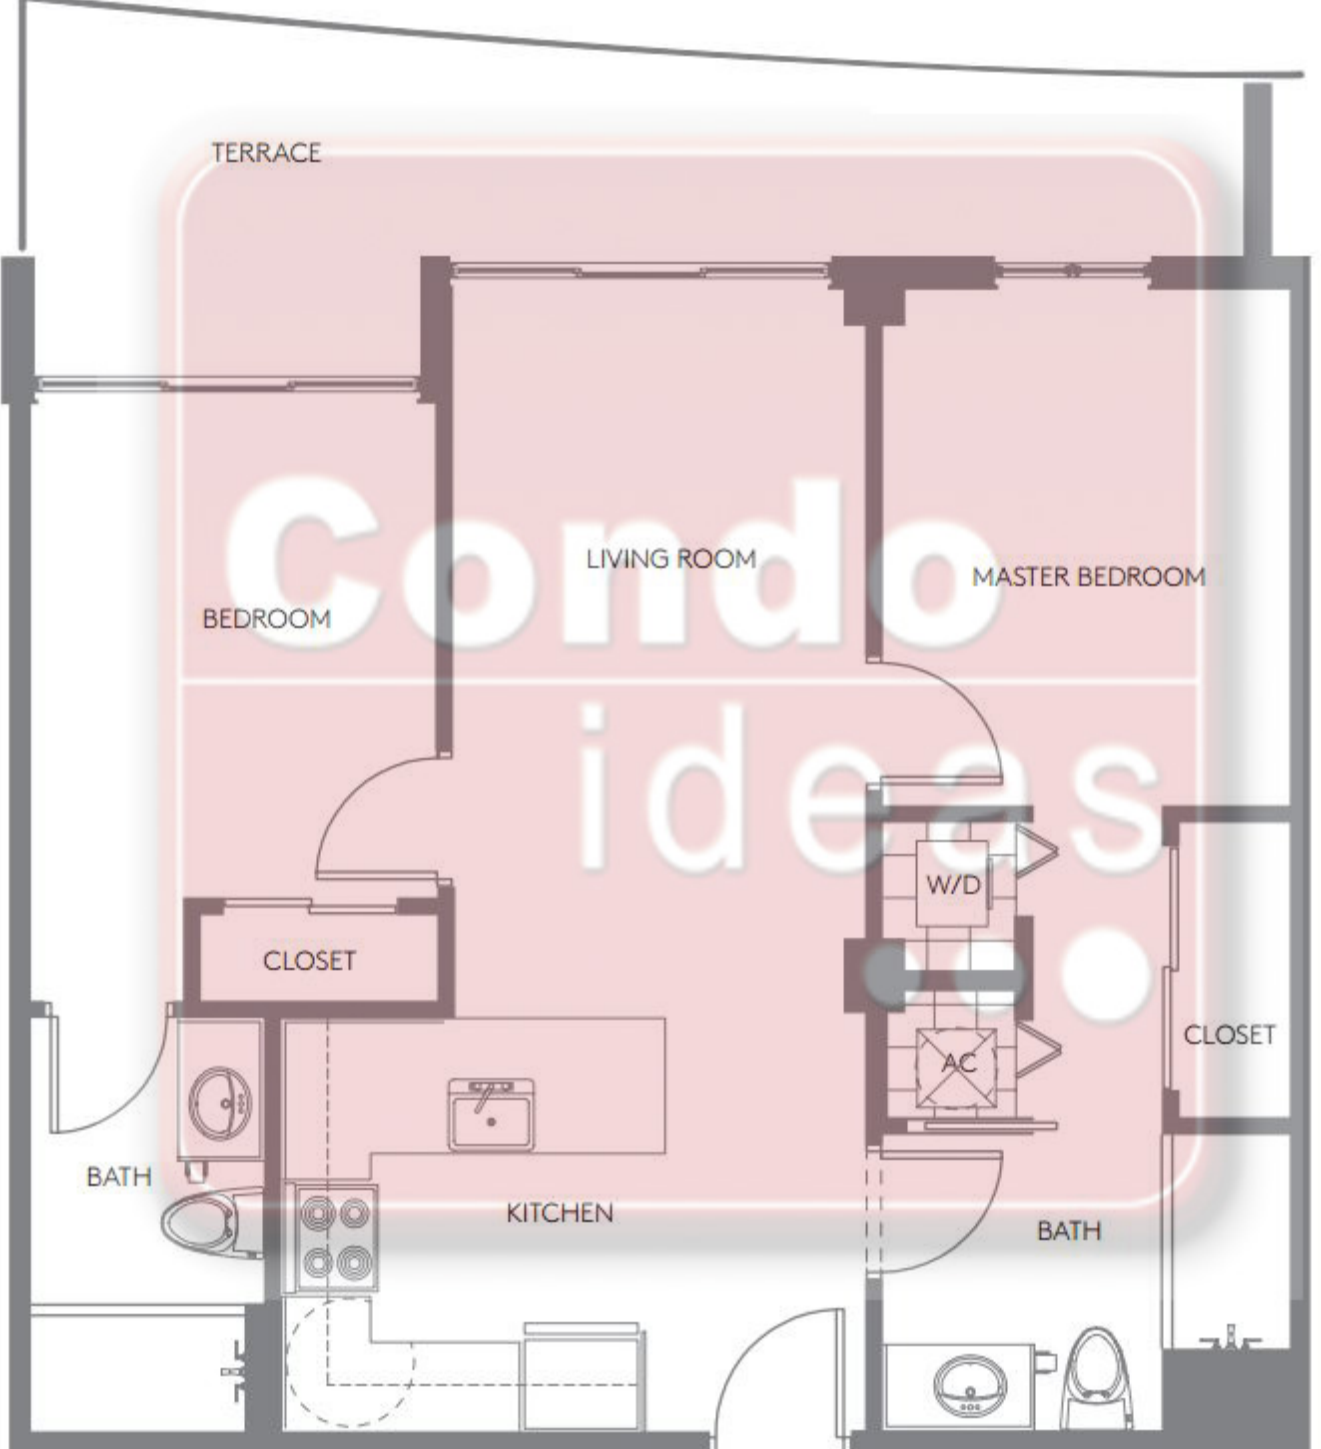 TERRACE
Condo
LIVING ROOM
MASTER BEDROOM
BEDROOM
ideas
W/D
CLOSET
CLOSET
AC
BATH
KITCHEN
BATH